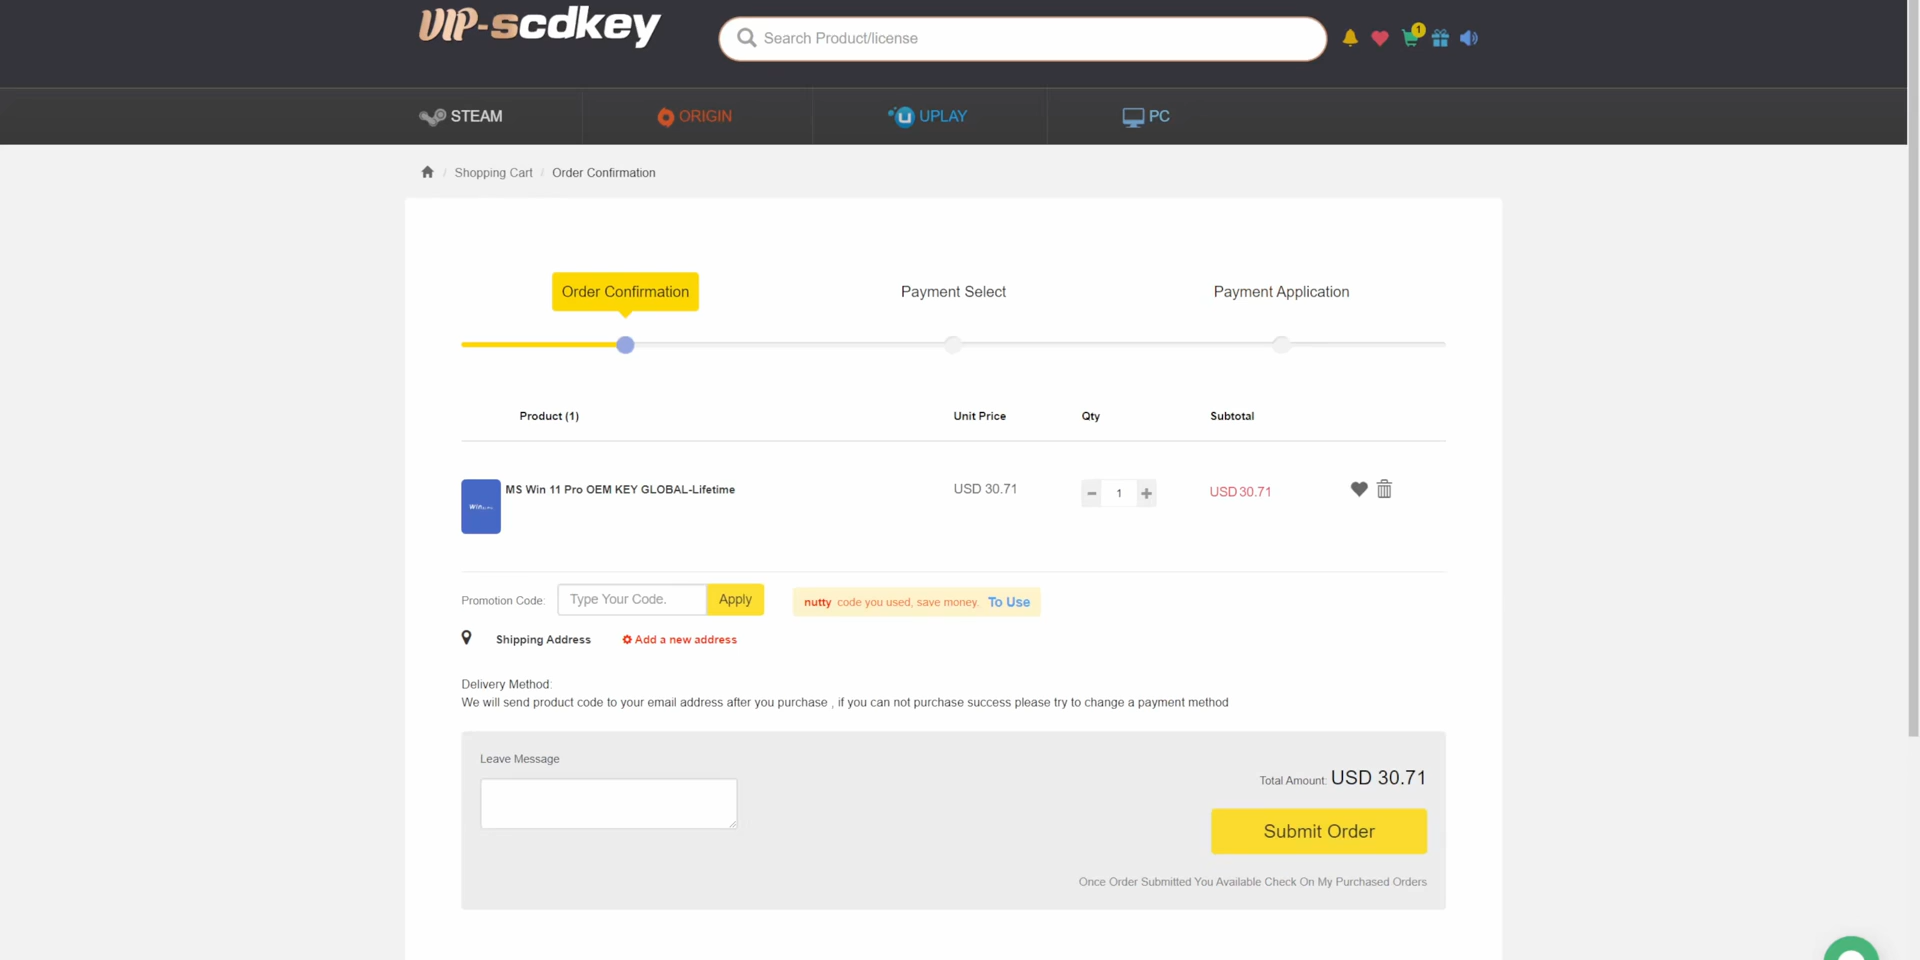 VIP-scdkey
Search Product/license
1
STEAM
ORIGIN
UPLAY
PC
/ Shopping Cart / Order Confirmation
Order Confirmation
Payment Select
Payment Application
Product (1)
Unit Price
Qty
Subtotal
MS Win 11 Pro OEM KEY GLOBAL-Lifetime
USD 30.71
− 1 +
USD 30.71
Promotion Code:
Type Your Code.
Apply
nutty code you used, save money. To Use
Shipping Address
Add a new address
Delivery Method:
We will send product code to your email address after you purchase , if you can not purchase success please try to change a payment method
Leave Message
Total Amount: USD 30.71
Submit Order
Once Order Submitted You Available Check On My Purchased Orders